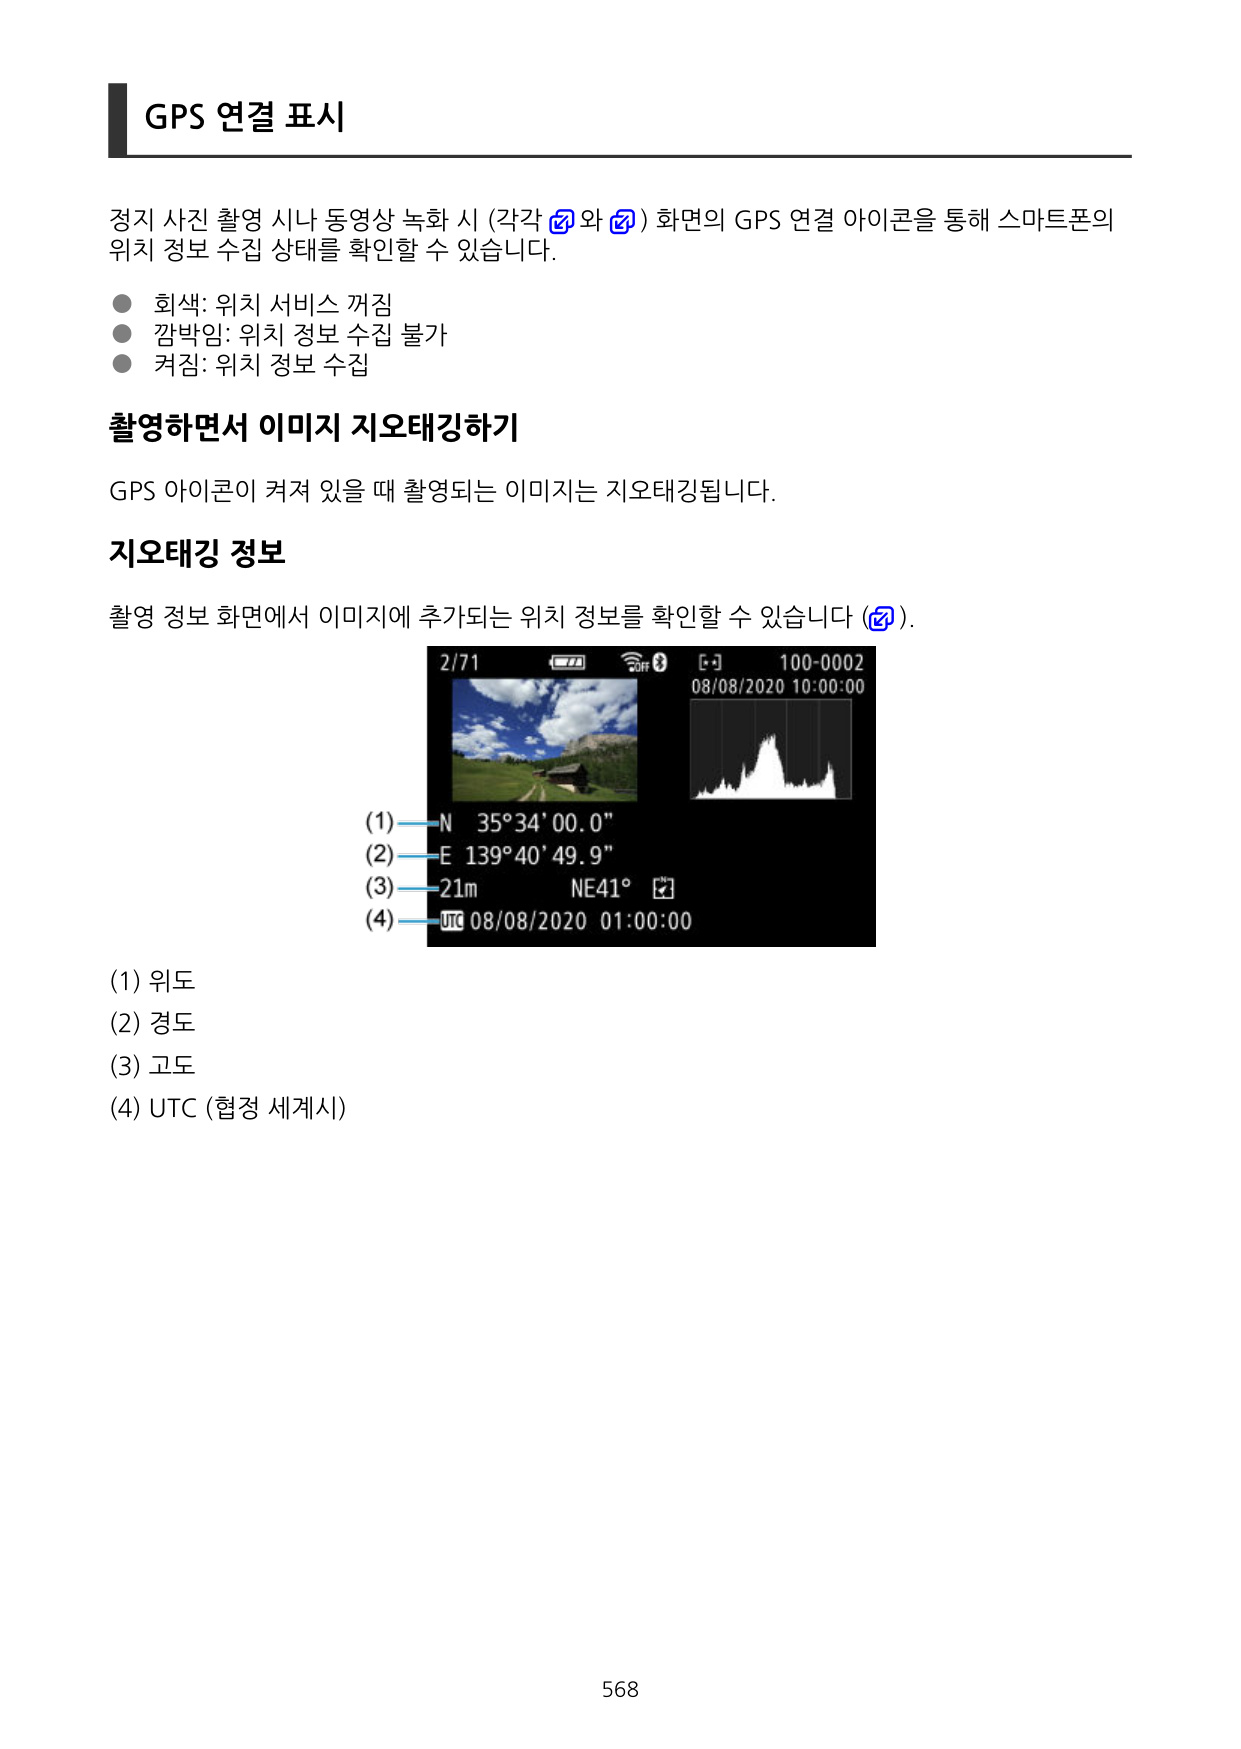 GPS 연결 표시
정지 사진 촬영 시나 동영상 녹화 시 (각각 와 ) 화면의 GPS 연결 아이콘을 통해 스마트폰의
위치 정보 수집 상태를 확인할 수 있습니다.
● 회색: 위치 서비스 꺼짐
● 깜박임: 위치 정보 수집 불가
● 켜짐: 위치 정보 수집
촬영하면서 이미지 지오태깅하기
GPS 아이콘이 켜져 있을 때 촬영되는 이미지는 지오태깅됩니다.
지오태깅 정보
촬영 정보 화면에서 이미지에 추가되는 위치 정보를 확인할 수 있습니다 ( ).
2/71 OFF 100-0002
08/08/2020 10:00:00
(1) N 35°34'00.0"
(2) E 139°40'49.9"
(3) 21m NE41° N
(4) UTC 08/08/2020 01:00:00
(1) 위도
(2) 경도
(3) 고도
(4) UTC (협정 세계시)
568